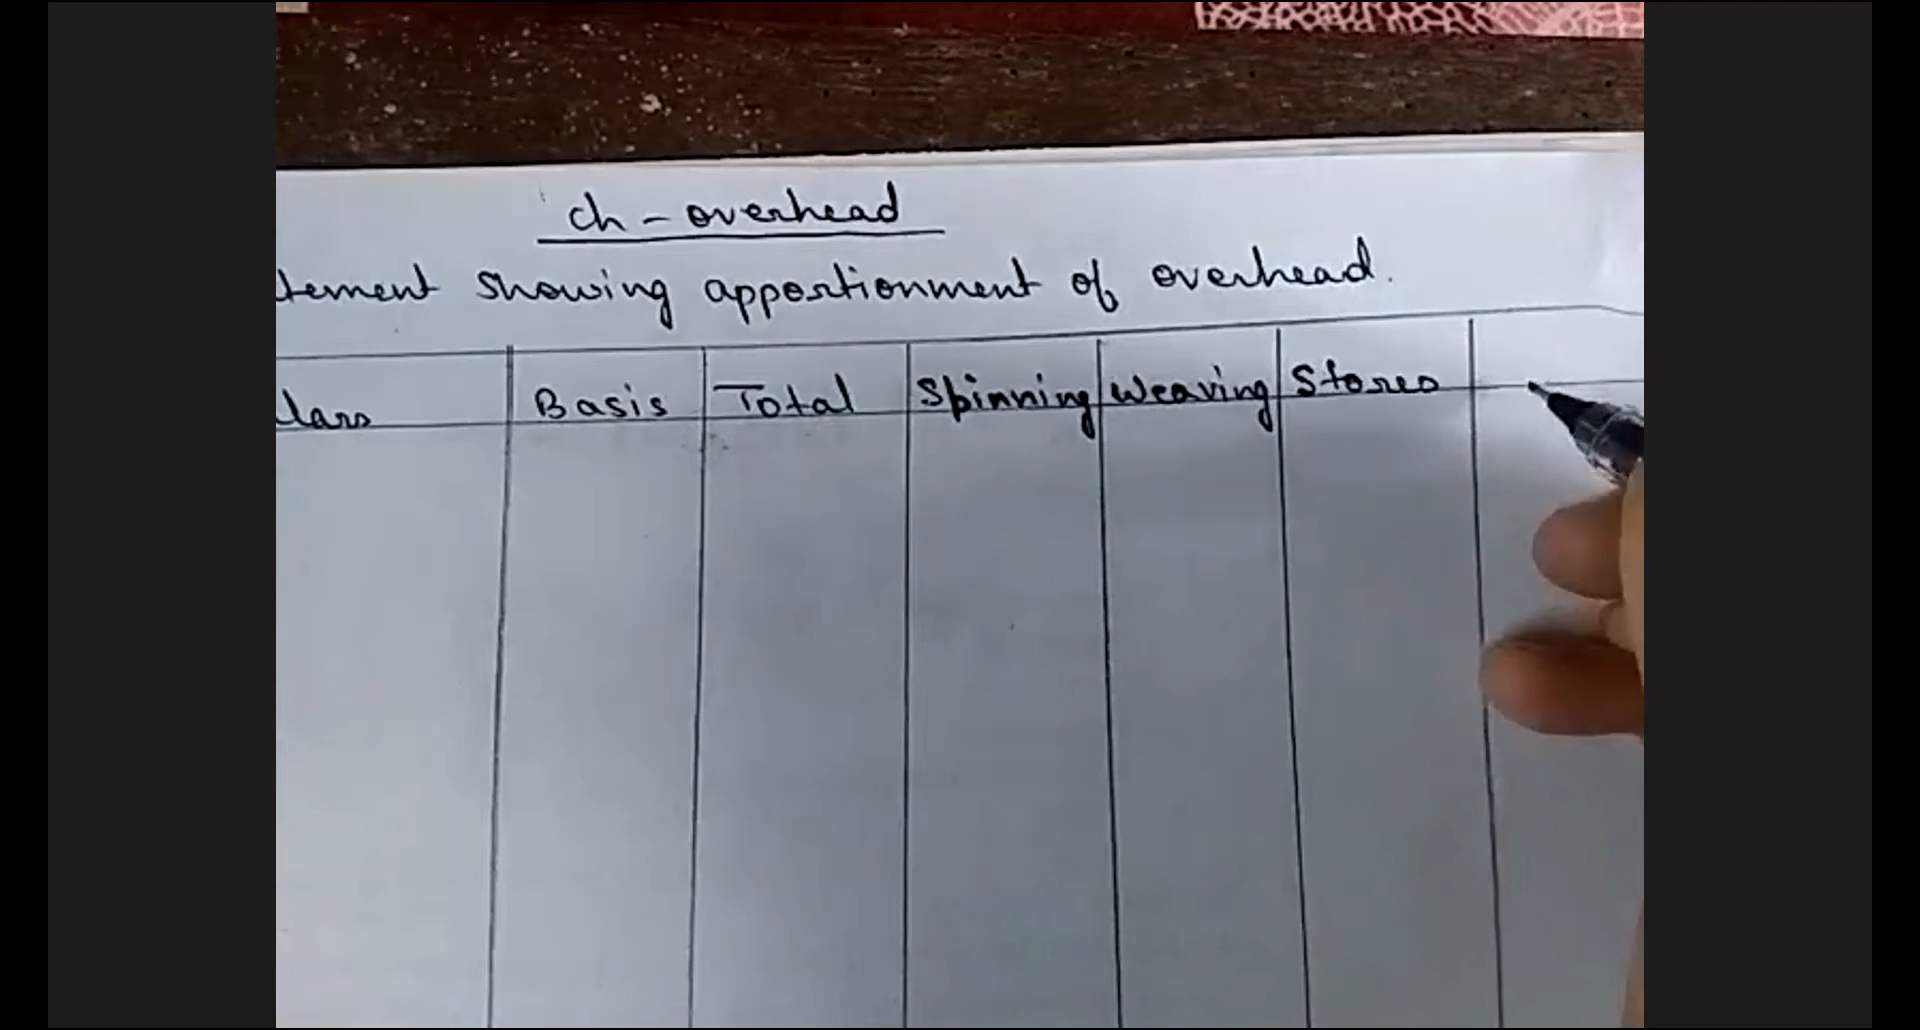 ch - overhead
tement showing apportionment of overhead.
lars Basis Total Spinning Weaving Stores